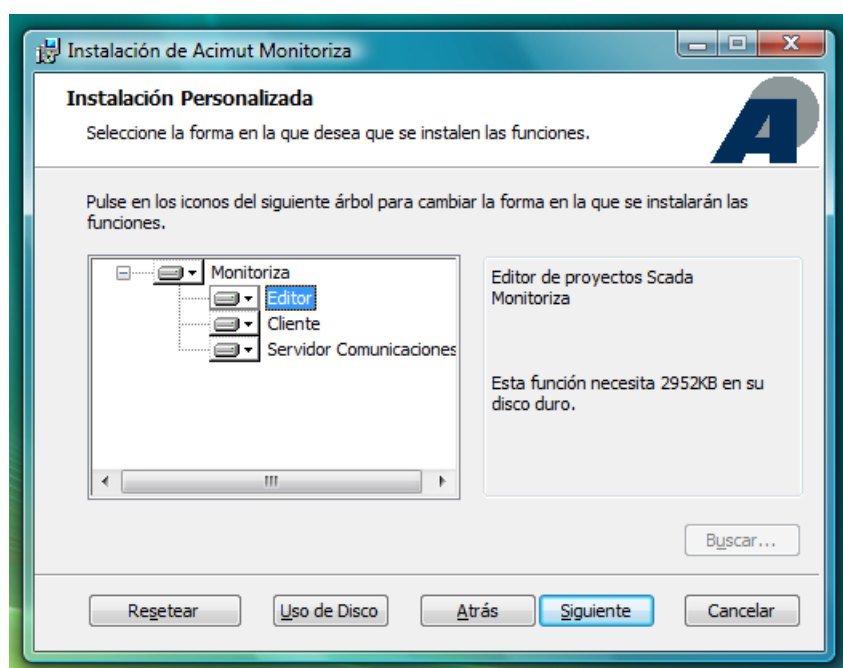 Instalación de Acimut Monitoriza
Instalación Personalizada
Seleccione la forma en la que desea que se instalen las funciones.
Pulse en los iconos del siguiente árbol para cambiar la forma en la que se instalarán las
funciones.
Monitoriza
Editor
Cliente
Servidor Comunicaciones
Editor de proyectos Scada
Monitoriza
Esta función necesita 2952KB en su
disco duro.
Buscar...
Resetear
Uso de Disco
Atrás
Siguiente
Cancelar